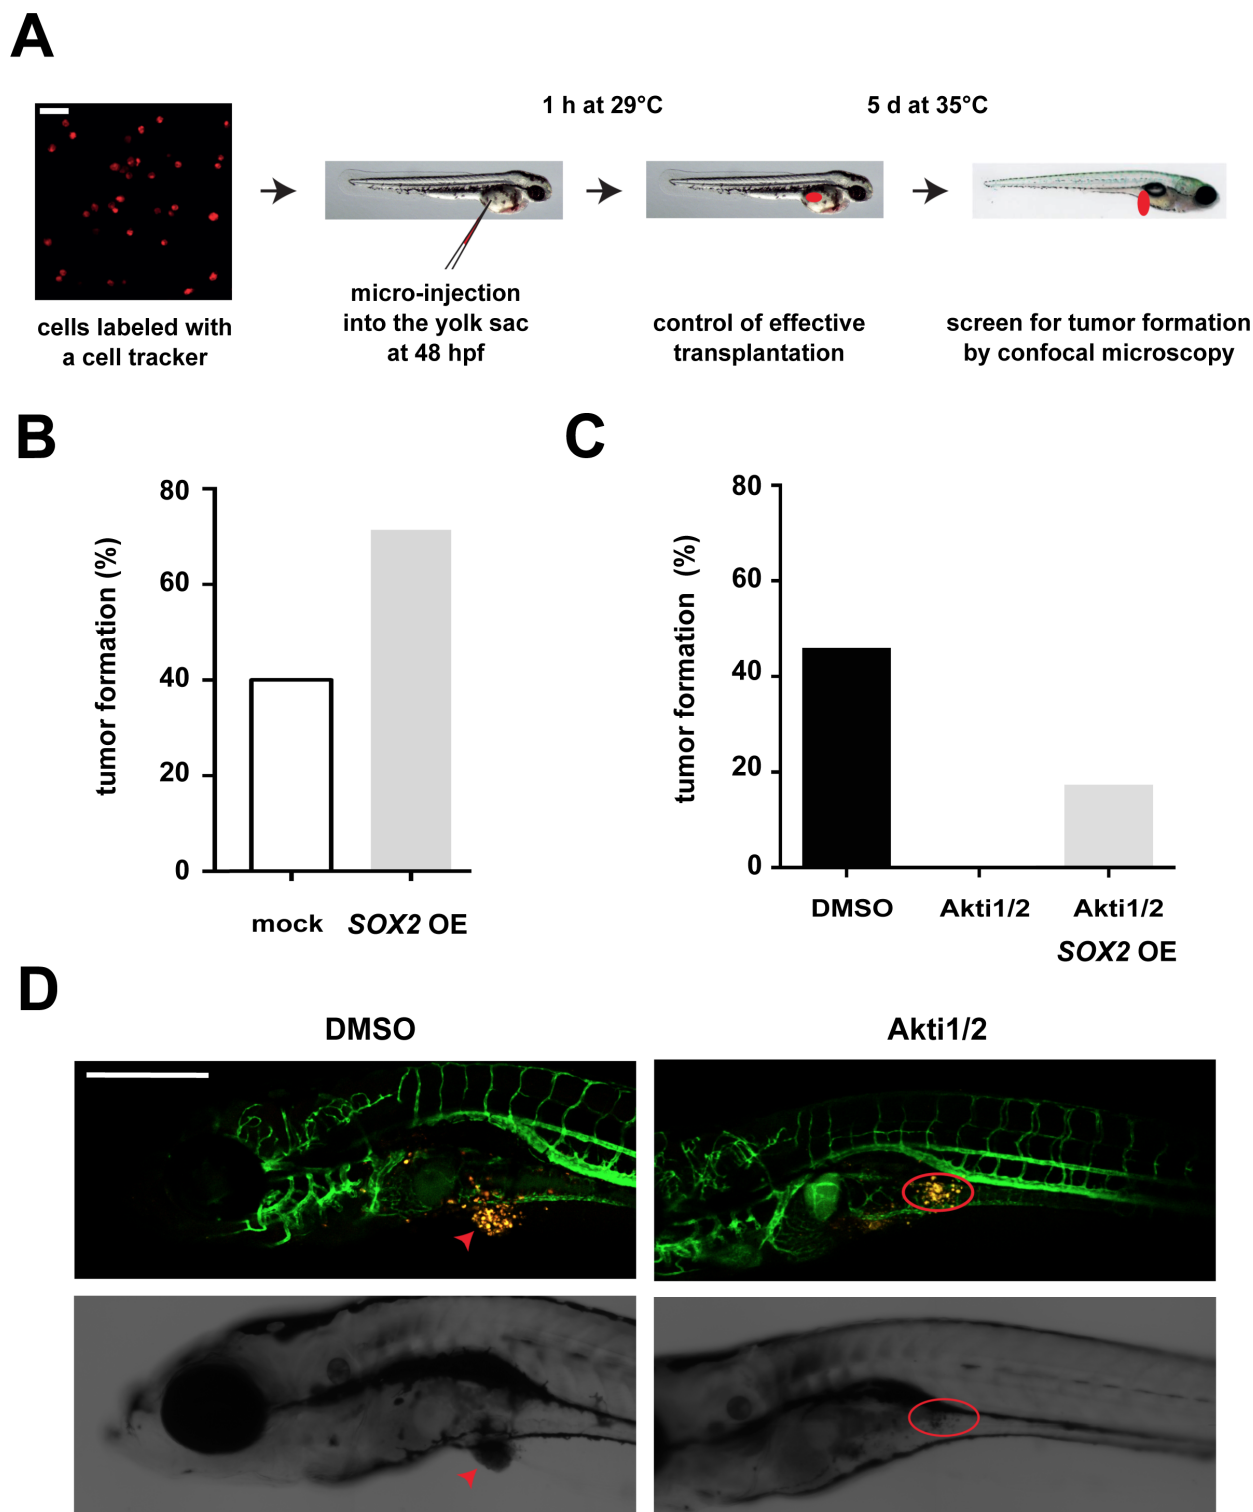 A
1 h at 29°C
5 d at 35°C
cells labeled with
a cell tracker
micro-injection
into the yolk sac
at 48 hpf
control of effective
transplantation
screen for tumor formation
by confocal microscopy
B
tumor formation (%)
80
60
40
20
0
mock
SOX2 OE
C
tumor formation (%)
80
60
40
20
0
DMSO
Akti1/2
Akti1/2
SOX2 OE
D
DMSO
Akti1/2